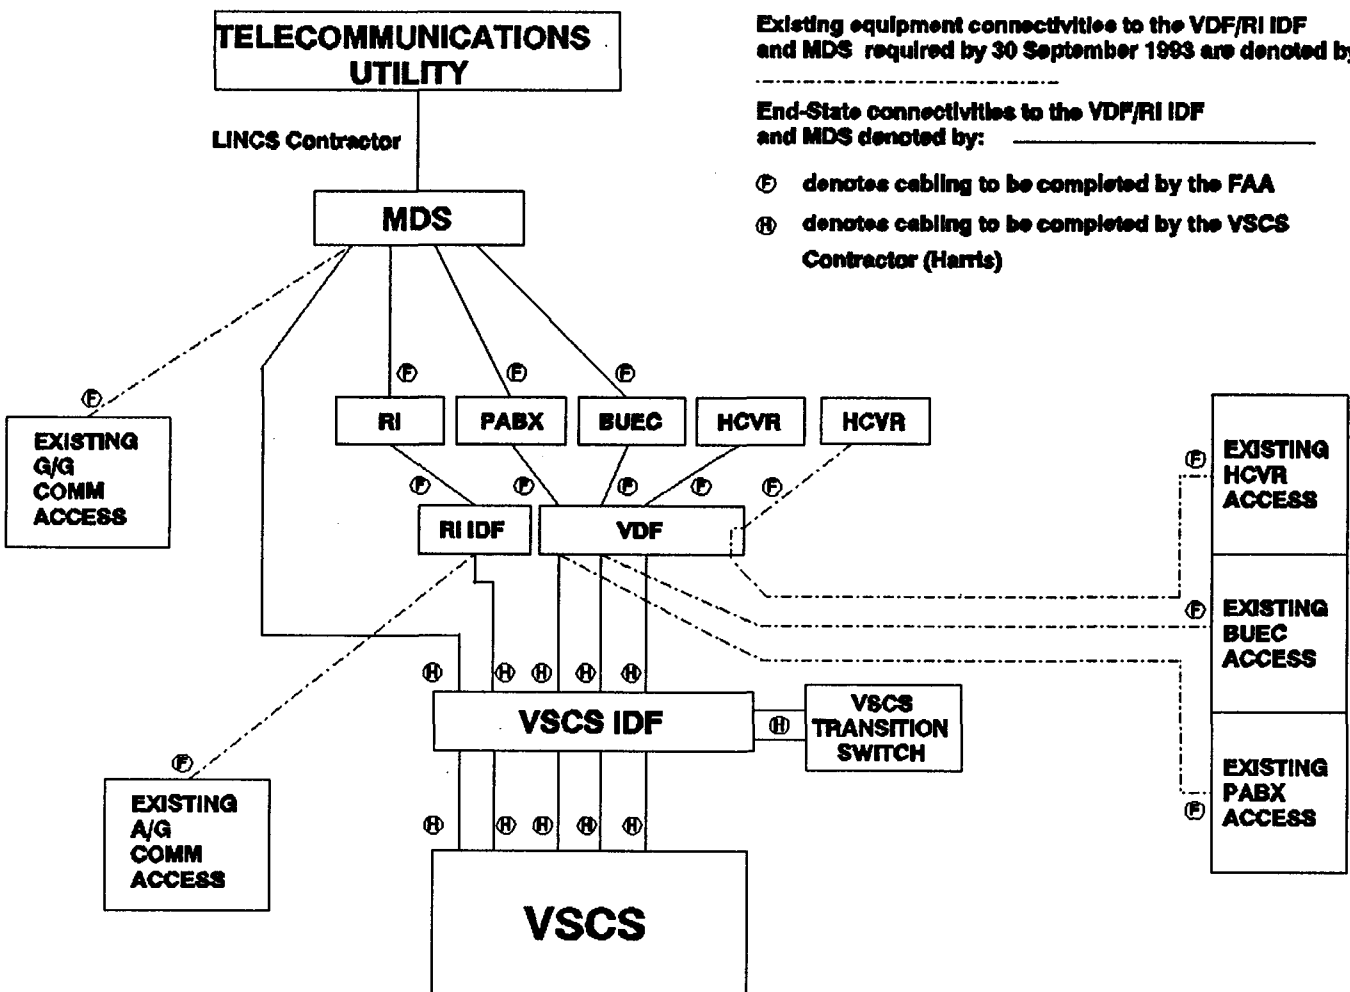 TELECOMMUNICATIONS
UTILITY
Existing equipment connectivities to the VDF/RI IDF
and MDS required by 30 September 1993 are denoted by
End-State connectivities to the VDF/RI IDF
and MDS denoted by:
F denotes cabling to be completed by the FAA
H denotes cabling to be completed by the VSCS
Contractor (Harris)
LINCS Contractor
MDS
F
F
F
F
RI
PABX
BUEC
HCVR
HCVR
EXISTING
G/G
COMM
ACCESS
F
F
F
F
F
RI IDF
VDF
F
EXISTING
HCVR
ACCESS
F
EXISTING
BUEC
ACCESS
H
H
H
H
H
VSCS IDF
H
VSCS
TRANSITION
SWITCH
F
EXISTING
PABX
ACCESS
F
EXISTING
A/G
COMM
ACCESS
H
H
H
H
H
VSCS